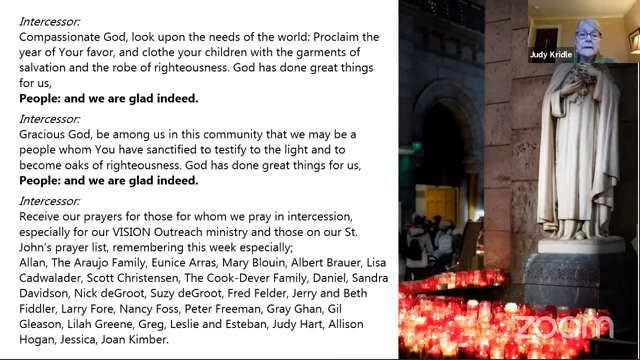 Intercessor:
Compassionate God, look upon the needs of the world: Proclaim the
year of Your favor, and clothe your children with the garments of
salvation and the robe of righteousness. God has done great things
for us,
People: and we are glad indeed.
Intercessor:
Gracious God, be among us in this community that we may be a
people whom You have sanctified to testify to the light and to
become oaks of righteousness. God has done great things for us,
People: and we are glad indeed.
Intercessor:
Receive our prayers for those for whom we pray in intercession,
especially for our VISION Outreach ministry and those on our St.
John's prayer list, remembering this week especially;
Allan, The Araujo Family, Eunice Arras, Mary Blouin, Albert Brauer, Lisa
Cadwalader, Scott Christensen, The Cook-Dever Family, Daniel, Sandra
Davidson, Nick deGroot, Suzy deGroot, Fred Felder, Jerry and Beth
Fiddler, Larry Fore, Nancy Foss, Peter Freeman, Gray Ghan, Gil
Gleason, Lilah Greene, Greg, Leslie and Esteban, Judy Hart, Allison
Hogan, Jessica, Joan Kimber.
Judy Kridle
zoom